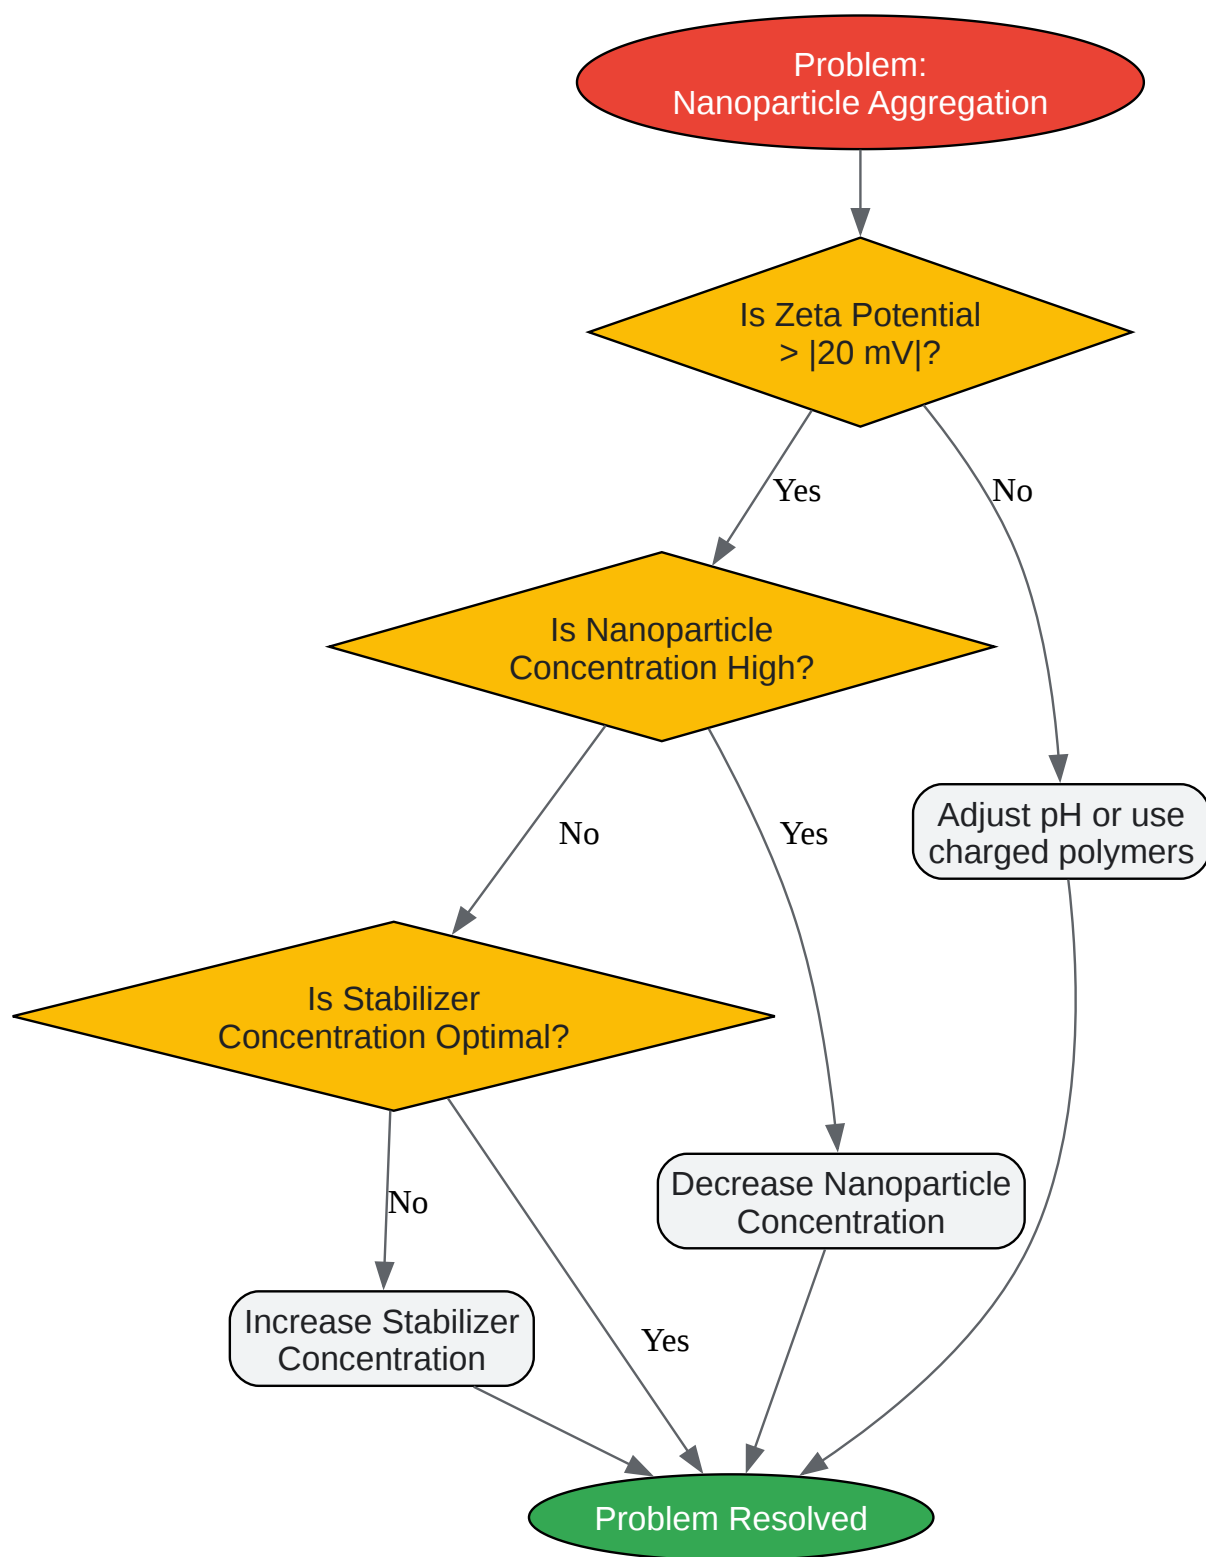 Problem:
Nanoparticle Aggregation
Is Zeta Potential
> |20 mV|?
Yes
No
Is Nanoparticle
Concentration High?
No
Yes
Adjust pH or use
charged polymers
Is Stabilizer
Concentration Optimal?
No
Decrease Nanoparticle
Concentration
Increase Stabilizer
Concentration
Yes
Problem Resolved